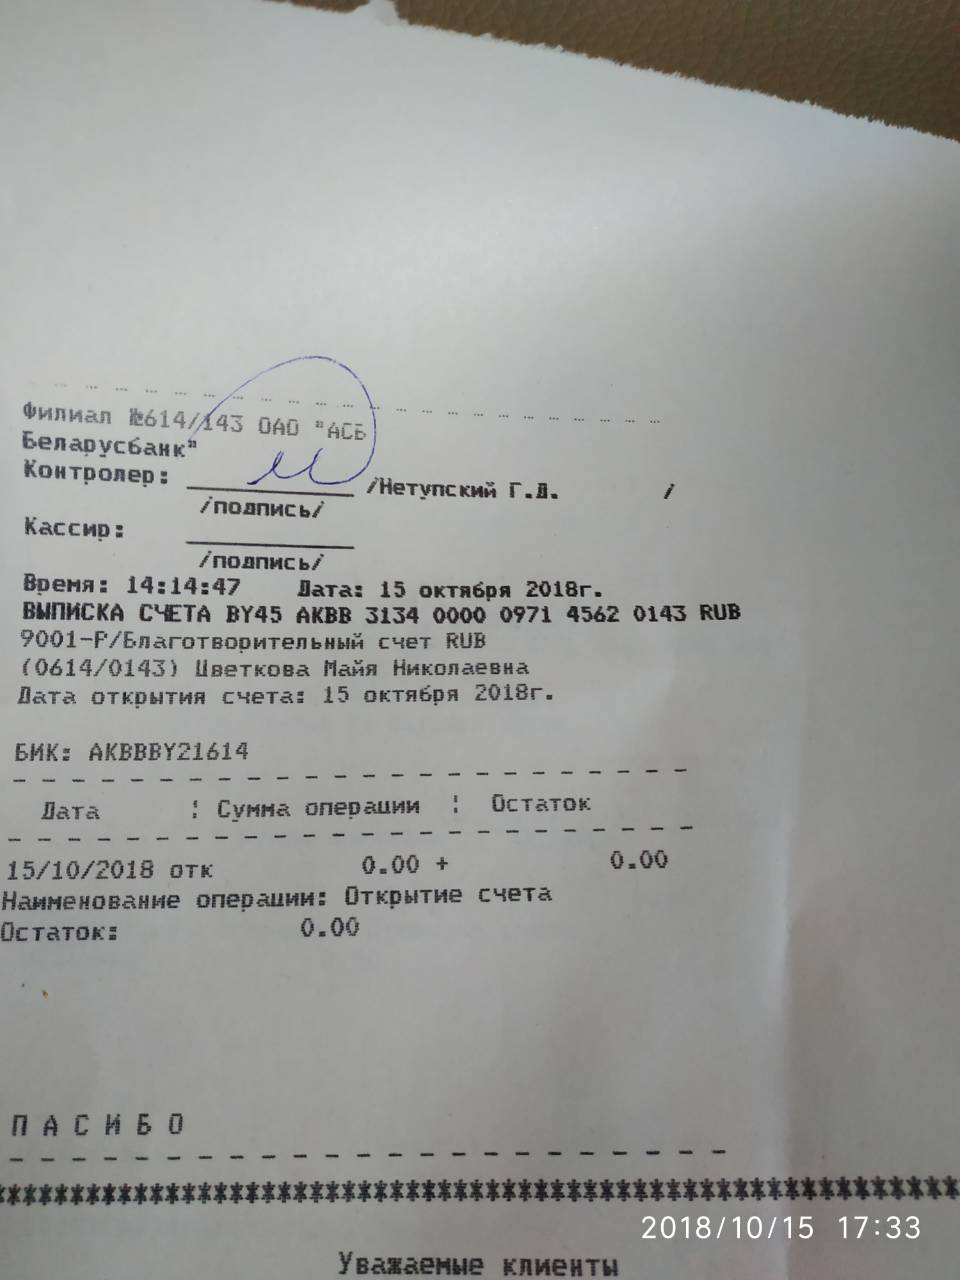 Филиал №614/143 ОАО "АСБ
Беларусбанк"
Контролер: /Нетупский Г.Д. /
/подпись/
Кассир:
/подпись/
Время: 14:14:47 Дата: 15 октября 2018г.
ВЫПИСКА СЧЕТА BY45 AKBB 3134 0000 0971 4562 0143 RUB
9001-Р/Благотворительный счет RUB
(0614/0143) Цветкова Майя Николаевна
Дата открытия счета: 15 октября 2018г.
БИК: AKBBBY21614
Дата ¦ Сумма операции ¦ Остаток
15/10/2018 отк 0.00 + 0.00
Наименование операции: Открытие счета
Остаток: 0.00
П А С И Б О
*************************************************************
2018/10/15 17:33
Уважаемые клиенты